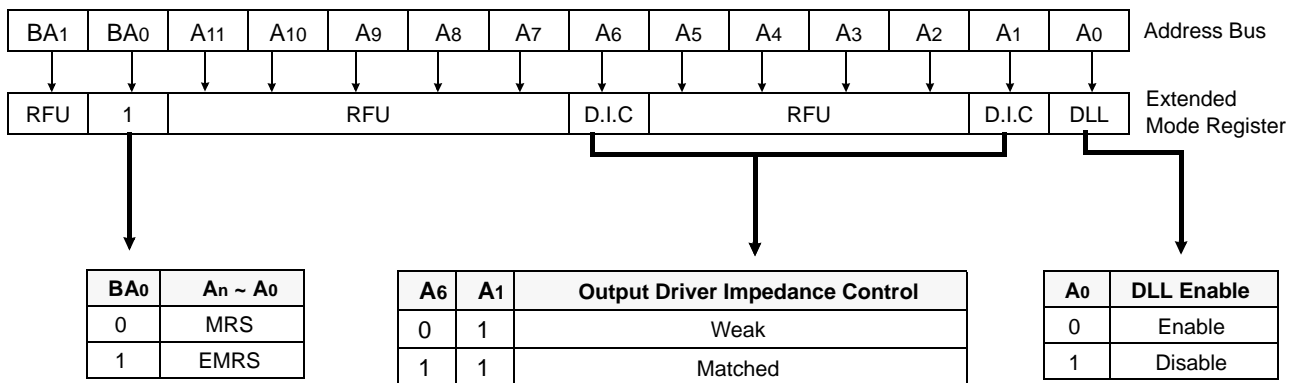 BA1 BA0 A11 A10 A9 A8 A7 A6 A5 A4 A3 A2 A1 A0 Address Bus
RFU 1 RFU D.I.C RFU D.I.C DLL Extended
Mode Register
BA0 An ~ A0
0 MRS
1 EMRS
A6 A1 Output Driver Impedance Control
0 1 Weak
1 1 Matched
A0 DLL Enable
0 Enable
1 Disable